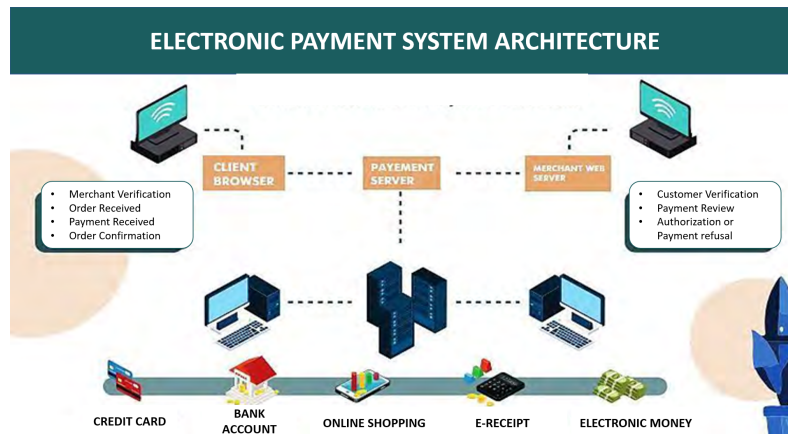 ELECTRONIC PAYMENT SYSTEM ARCHITECTURE
CLIENT
BROWSER
PAYEMENT
SERVER
MERCHANT WEB
SERVER
• Merchant Verification
• Order Received
• Payment Received
• Order Confirmation
• Customer Verification
• Payment Review
• Authorization or
Payment refusal
CREDIT CARD
BANK
ACCOUNT
ONLINE SHOPPING
E-RECEIPT
ELECTRONIC MONEY